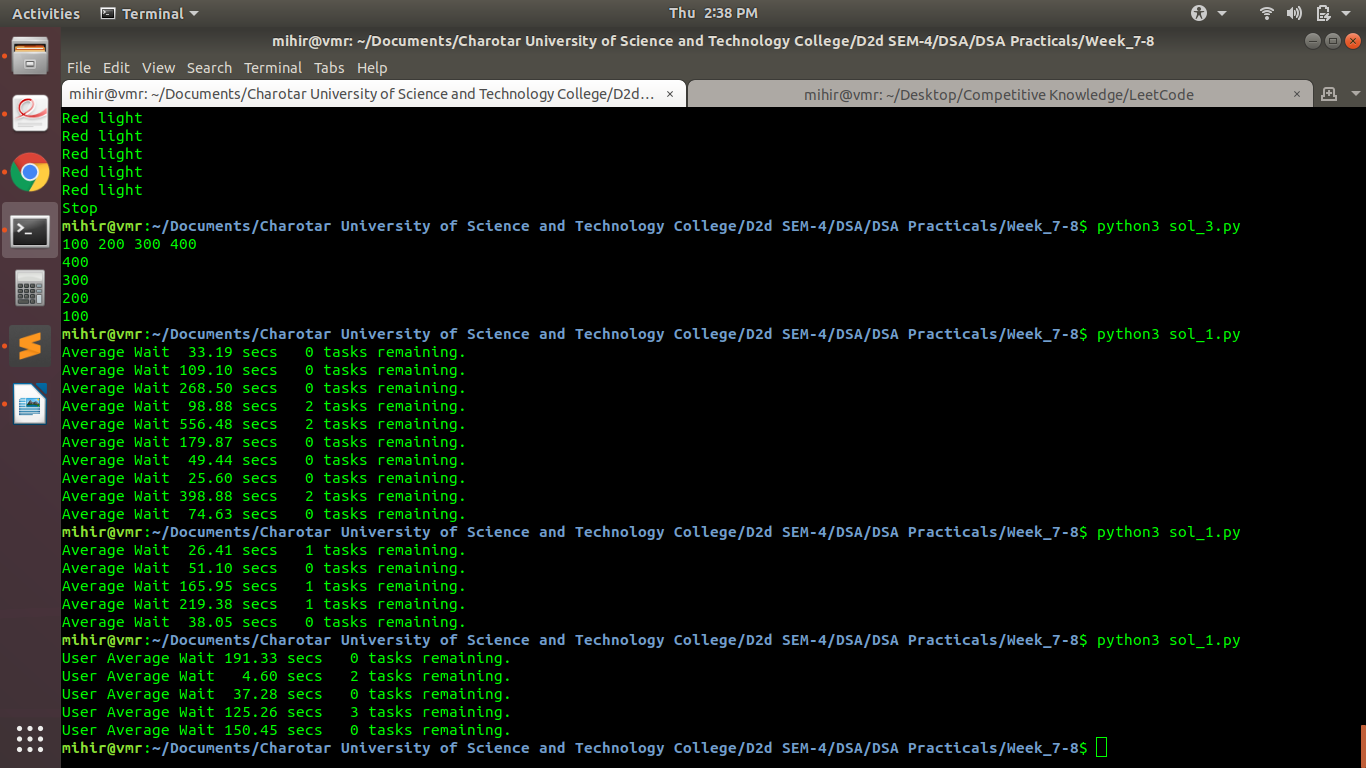 Activities Terminal Thu 2:38 PM
mihir@vmr: ~/Documents/Charotar University of Science and Technology College/D2d SEM-4/DSA/DSA Practicals/Week_7-8
File Edit View Search Terminal Tabs Help
mihir@vmr: ~/Documents/Charotar University of Science and Technology College/D2d... × mihir@vmr: ~/Desktop/Competitive Knowledge/LeetCode ×
Red light
Red light
Red light
Red light
Red light
Stop
mihir@vmr:~/Documents/Charotar University of Science and Technology College/D2d SEM-4/DSA/DSA Practicals/Week_7-8$ python3 sol_3.py
100 200 300 400
400
300
200
100
mihir@vmr:~/Documents/Charotar University of Science and Technology College/D2d SEM-4/DSA/DSA Practicals/Week_7-8$ python3 sol_1.py
Average Wait  33.19 secs   0 tasks remaining.
Average Wait 109.10 secs   0 tasks remaining.
Average Wait 268.50 secs   0 tasks remaining.
Average Wait  98.88 secs   2 tasks remaining.
Average Wait 556.48 secs   2 tasks remaining.
Average Wait 179.87 secs   0 tasks remaining.
Average Wait  49.44 secs   0 tasks remaining.
Average Wait  25.60 secs   0 tasks remaining.
Average Wait 398.88 secs   2 tasks remaining.
Average Wait  74.63 secs   0 tasks remaining.
mihir@vmr:~/Documents/Charotar University of Science and Technology College/D2d SEM-4/DSA/DSA Practicals/Week_7-8$ python3 sol_1.py
Average Wait  26.41 secs   1 tasks remaining.
Average Wait  51.10 secs   0 tasks remaining.
Average Wait 165.95 secs   1 tasks remaining.
Average Wait 219.38 secs   1 tasks remaining.
Average Wait  38.05 secs   0 tasks remaining.
mihir@vmr:~/Documents/Charotar University of Science and Technology College/D2d SEM-4/DSA/DSA Practicals/Week_7-8$ python3 sol_1.py
User Average Wait 191.33 secs   0 tasks remaining.
User Average Wait   4.60 secs   2 tasks remaining.
User Average Wait  37.28 secs   0 tasks remaining.
User Average Wait 125.26 secs   3 tasks remaining.
User Average Wait 150.45 secs   0 tasks remaining.
mihir@vmr:~/Documents/Charotar University of Science and Technology College/D2d SEM-4/DSA/DSA Practicals/Week_7-8$